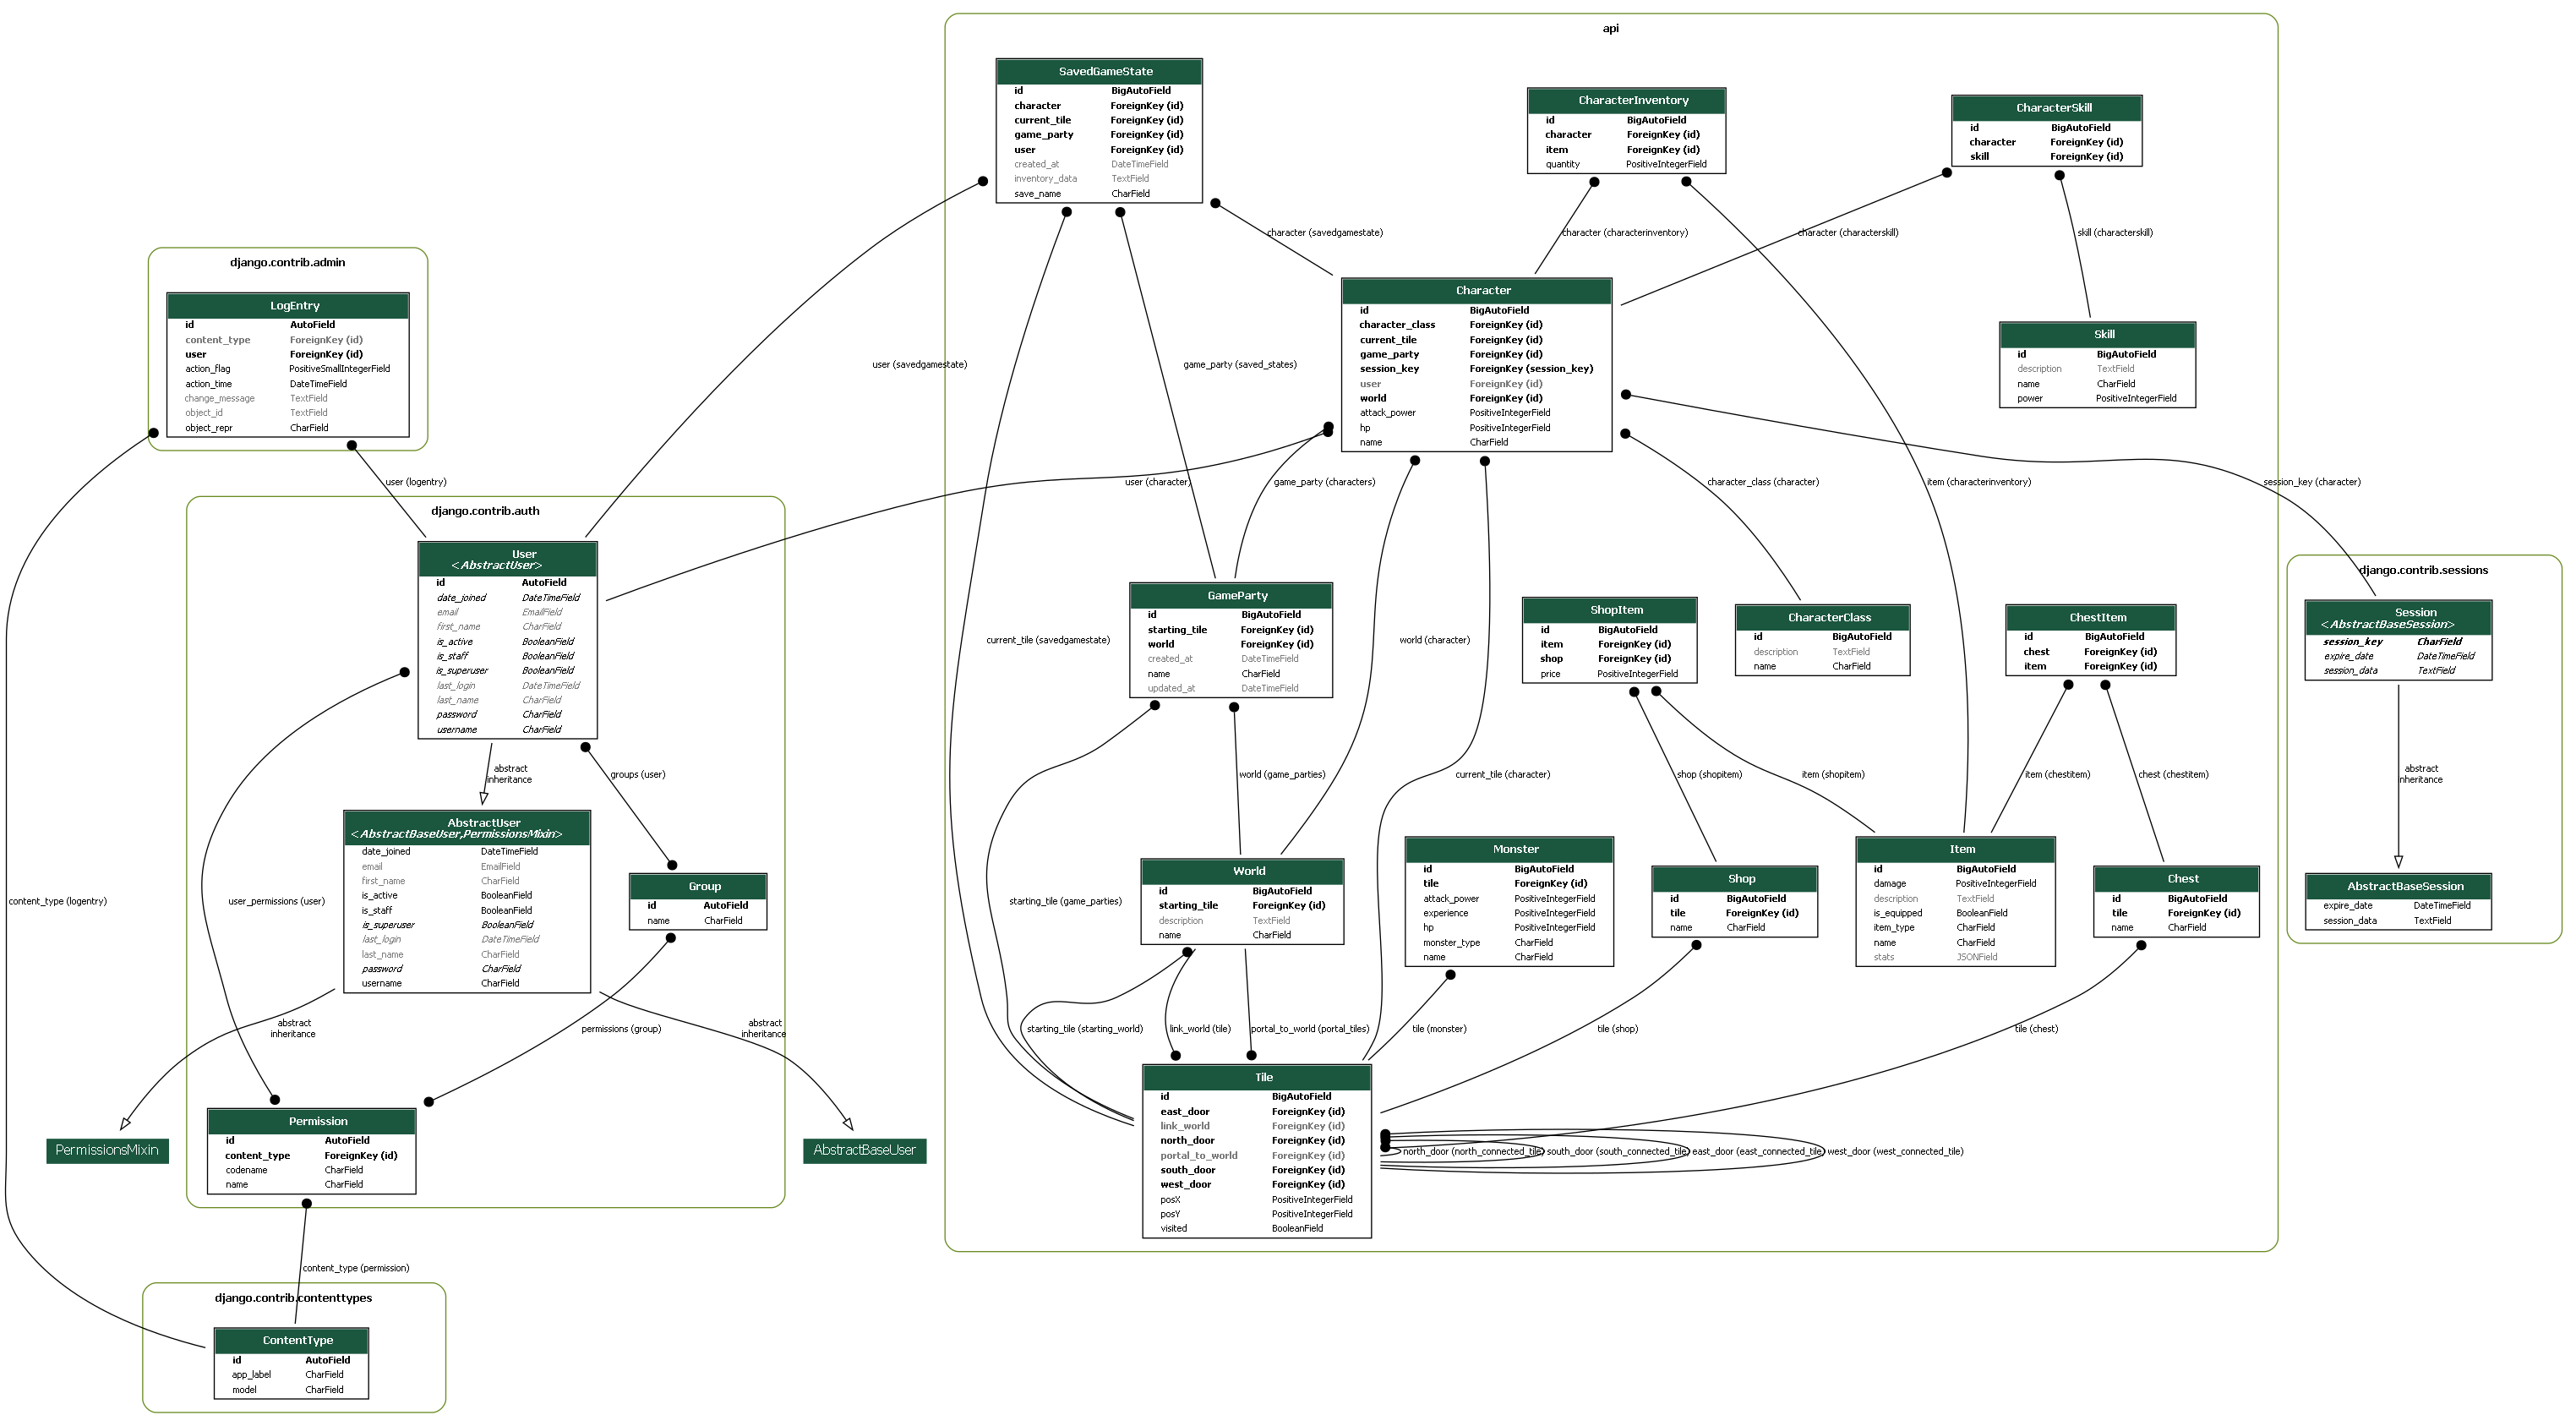 api
SavedGameState
id BigAutoField
character ForeignKey (id)
current_tile ForeignKey (id)
game_party ForeignKey (id)
user ForeignKey (id)
created_at DateTimeField
inventory_data TextField
save_name CharField
CharacterInventory
id BigAutoField
character ForeignKey (id)
item ForeignKey (id)
quantity PositiveIntegerField
CharacterSkill
id BigAutoField
character ForeignKey (id)
skill ForeignKey (id)
character (savedgamestate)
character (characterinventory)
character (characterskill)
skill (characterskill)
django.contrib.admin
LogEntry
id AutoField
content_type ForeignKey (id)
user ForeignKey (id)
action_flag PositiveSmallIntegerField
action_time DateTimeField
change_message TextField
object_id TextField
object_repr CharField
Character
id BigAutoField
character_class ForeignKey (id)
current_tile ForeignKey (id)
game_party ForeignKey (id)
session_key ForeignKey (session_key)
user ForeignKey (id)
world ForeignKey (id)
attack_power PositiveIntegerField
hp PositiveIntegerField
name CharField
Skill
id BigAutoField
description TextField
name CharField
power PositiveIntegerField
user (savedgamestate)
game_party (saved_states)
user (logentry)
user (character)
game_party (characters)
character_class (character)
item (characterinventory)
session_key (character)
django.contrib.auth
User
<AbstractUser>
id AutoField
date_joined DateTimeField
email EmailField
first_name CharField
is_active BooleanField
is_staff BooleanField
is_superuser BooleanField
last_login DateTimeField
last_name CharField
password CharField
username CharField
current_tile (savedgamestate)
GameParty
id BigAutoField
starting_tile ForeignKey (id)
world ForeignKey (id)
created_at DateTimeField
name CharField
updated_at DateTimeField
world (character)
ShopItem
id BigAutoField
item ForeignKey (id)
shop ForeignKey (id)
price PositiveIntegerField
CharacterClass
id BigAutoField
description TextField
name CharField
ChestItem
id BigAutoField
chest ForeignKey (id)
item ForeignKey (id)
django.contrib.sessions
Session
<AbstractBaseSession>
session_key CharField
expire_date DateTimeField
session_data TextField
abstract
inheritance
groups (user)
world (game_parties)
current_tile (character)
shop (shopitem)
item (shopitem)
item (chestitem)
chest (chestitem)
abstract
inheritance
AbstractUser
<AbstractBaseUser,PermissionsMixin>
date_joined DateTimeField
email EmailField
first_name CharField
is_active BooleanField
is_staff BooleanField
is_superuser BooleanField
last_login DateTimeField
last_name CharField
password CharField
username CharField
Group
id AutoField
name CharField
content_type (logentry)
user_permissions (user)
starting_tile (game_parties)
World
id BigAutoField
starting_tile ForeignKey (id)
description TextField
name CharField
Monster
id BigAutoField
tile ForeignKey (id)
attack_power PositiveIntegerField
experience PositiveIntegerField
hp PositiveIntegerField
monster_type CharField
name CharField
Shop
id BigAutoField
tile ForeignKey (id)
name CharField
Item
id BigAutoField
damage PositiveIntegerField
description TextField
is_equipped BooleanField
item_type CharField
name CharField
stats JSONField
Chest
id BigAutoField
tile ForeignKey (id)
name CharField
AbstractBaseSession
expire_date DateTimeField
session_data TextField
abstract
inheritance
permissions (group)
abstract
inheritance
starting_tile (starting_world)
link_world (tile)
portal_to_world (portal_tiles)
tile (monster)
tile (shop)
tile (chest)
PermissionsMixin
Permission
id AutoField
content_type ForeignKey (id)
codename CharField
name CharField
AbstractBaseUser
Tile
id BigAutoField
east_door ForeignKey (id)
link_world ForeignKey (id)
north_door ForeignKey (id)
portal_to_world ForeignKey (id)
south_door ForeignKey (id)
west_door ForeignKey (id)
posX PositiveIntegerField
posY PositiveIntegerField
visited BooleanField
north_door (north_connected_tile)
south_door (south_connected_tile)
east_door (east_connected_tile)
west_door (west_connected_tile)
content_type (permission)
django.contrib.contenttypes
ContentType
id AutoField
app_label CharField
model CharField